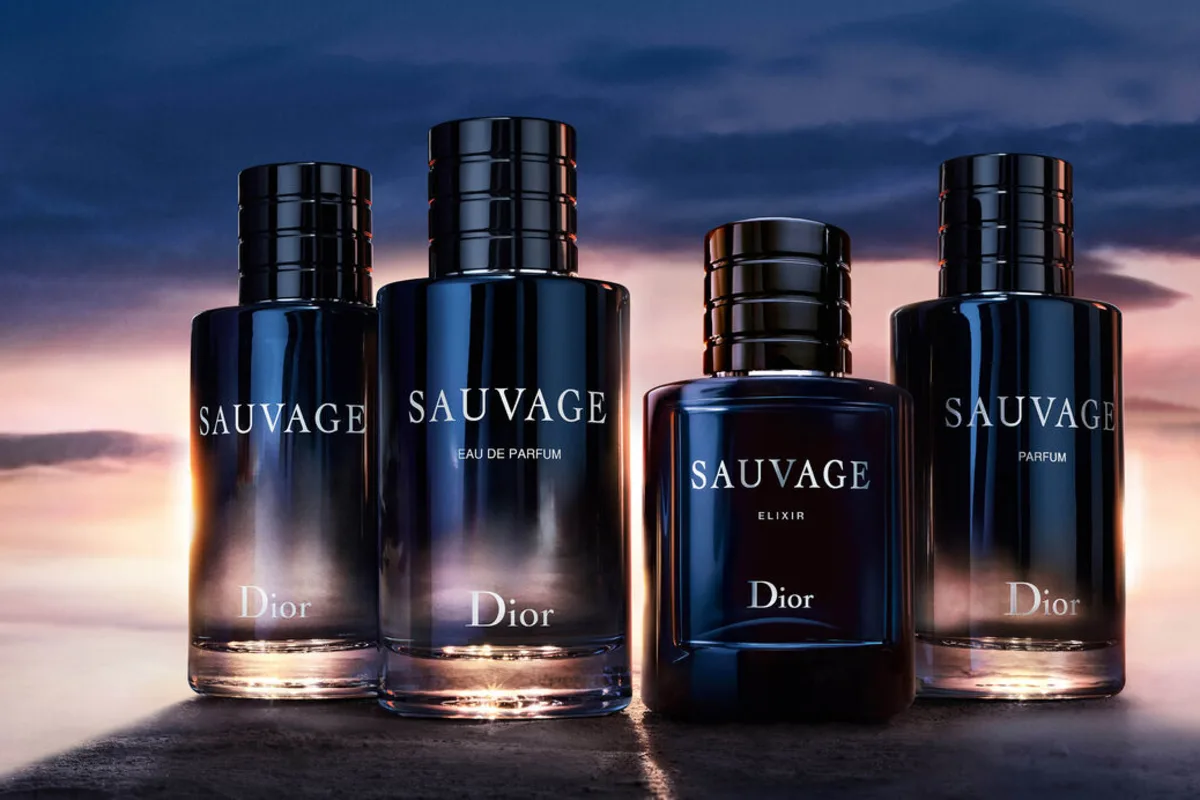 SAUVAGE
Dior
SAUVAGE
EAU DE PARFUM
Dior
SAUVAGE
ELIXIR
Dior
SAUVAGE
PARFUM
Dior